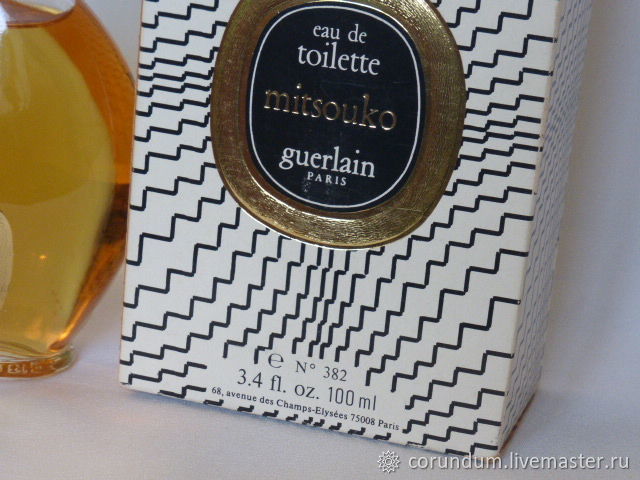 eau de
toilette
mitsouko
guerlain
PARIS
e N° 382
3.4 fl. oz. 100 ml
68, avenue des Champs-Elysées 75008 Paris
corundum.livemaster.ru